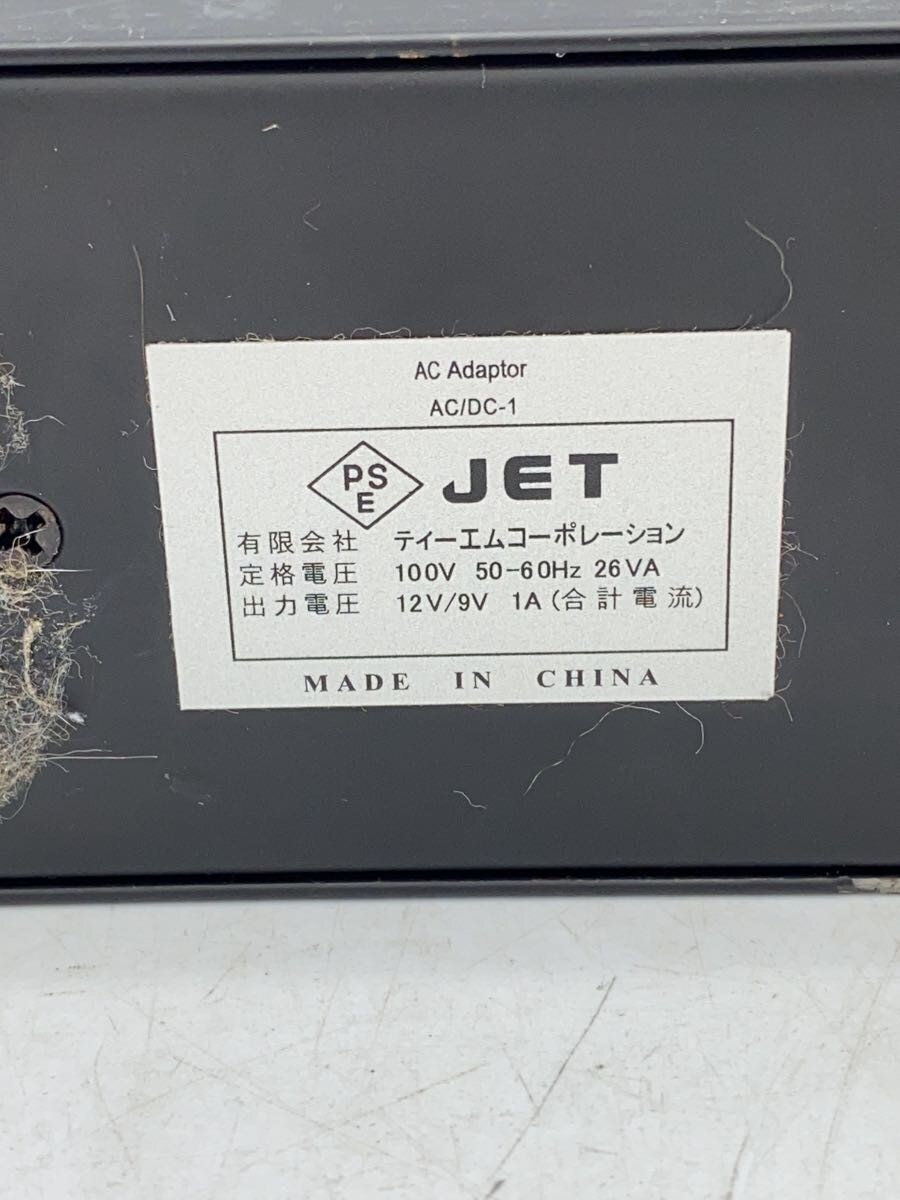 AC Adaptor
AC/DC-1
PS
E
JET
有限会社 ティーエムコーポレーション
定格電圧 100V 50-60Hz 26VA
出力電圧 12V/9V 1A(合計電流)
MADE IN CHINA